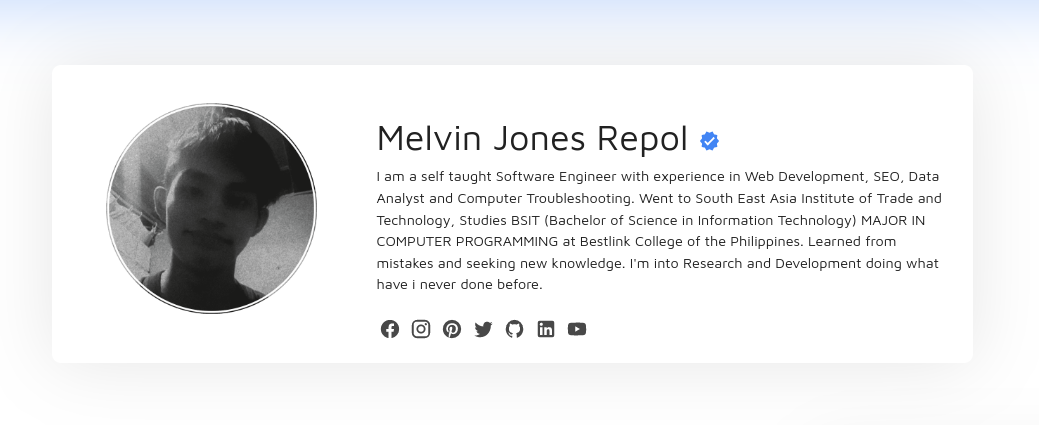 Melvin Jones Repol
I am a self taught Software Engineer with experience in Web Development, SEO, Data
Analyst and Computer Troubleshooting. Went to South East Asia Institute of Trade and
Technology, Studies BSIT (Bachelor of Science in Information Technology) MAJOR IN
COMPUTER PROGRAMMING at Bestlink College of the Philippines. Learned from
mistakes and seeking new knowledge. I'm into Research and Development doing what
have i never done before.